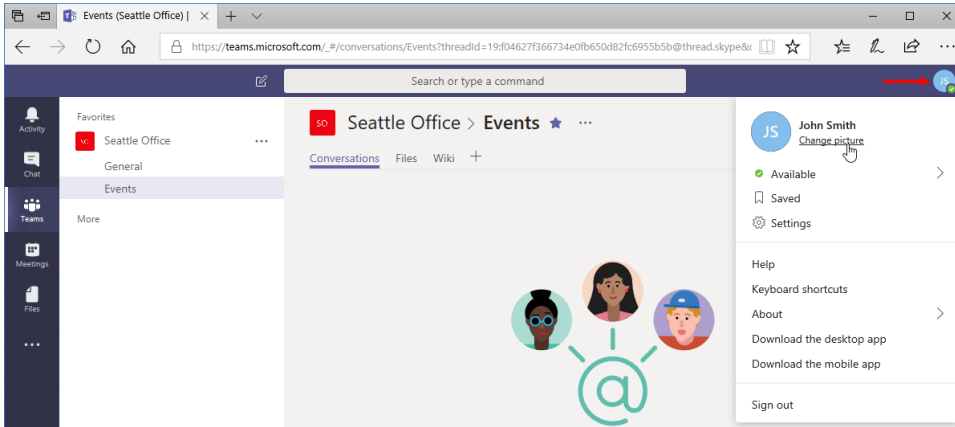 Events (Seattle Office) |
https://teams.microsoft.com/_#/conversations/Events?threadId=19:f04627f366734e0fb650d82fc6955b5b@thread.skype&c
Search or type a command
JS
Activity
Chat
Teams
Meetings
Files
Favorites
Seattle Office
General
Events
More
SO
Seattle Office > Events
Conversations Files Wiki
JS
John Smith
Change picture
Available
Saved
Settings
Help
Keyboard shortcuts
About
Download the desktop app
Download the mobile app
Sign out
@